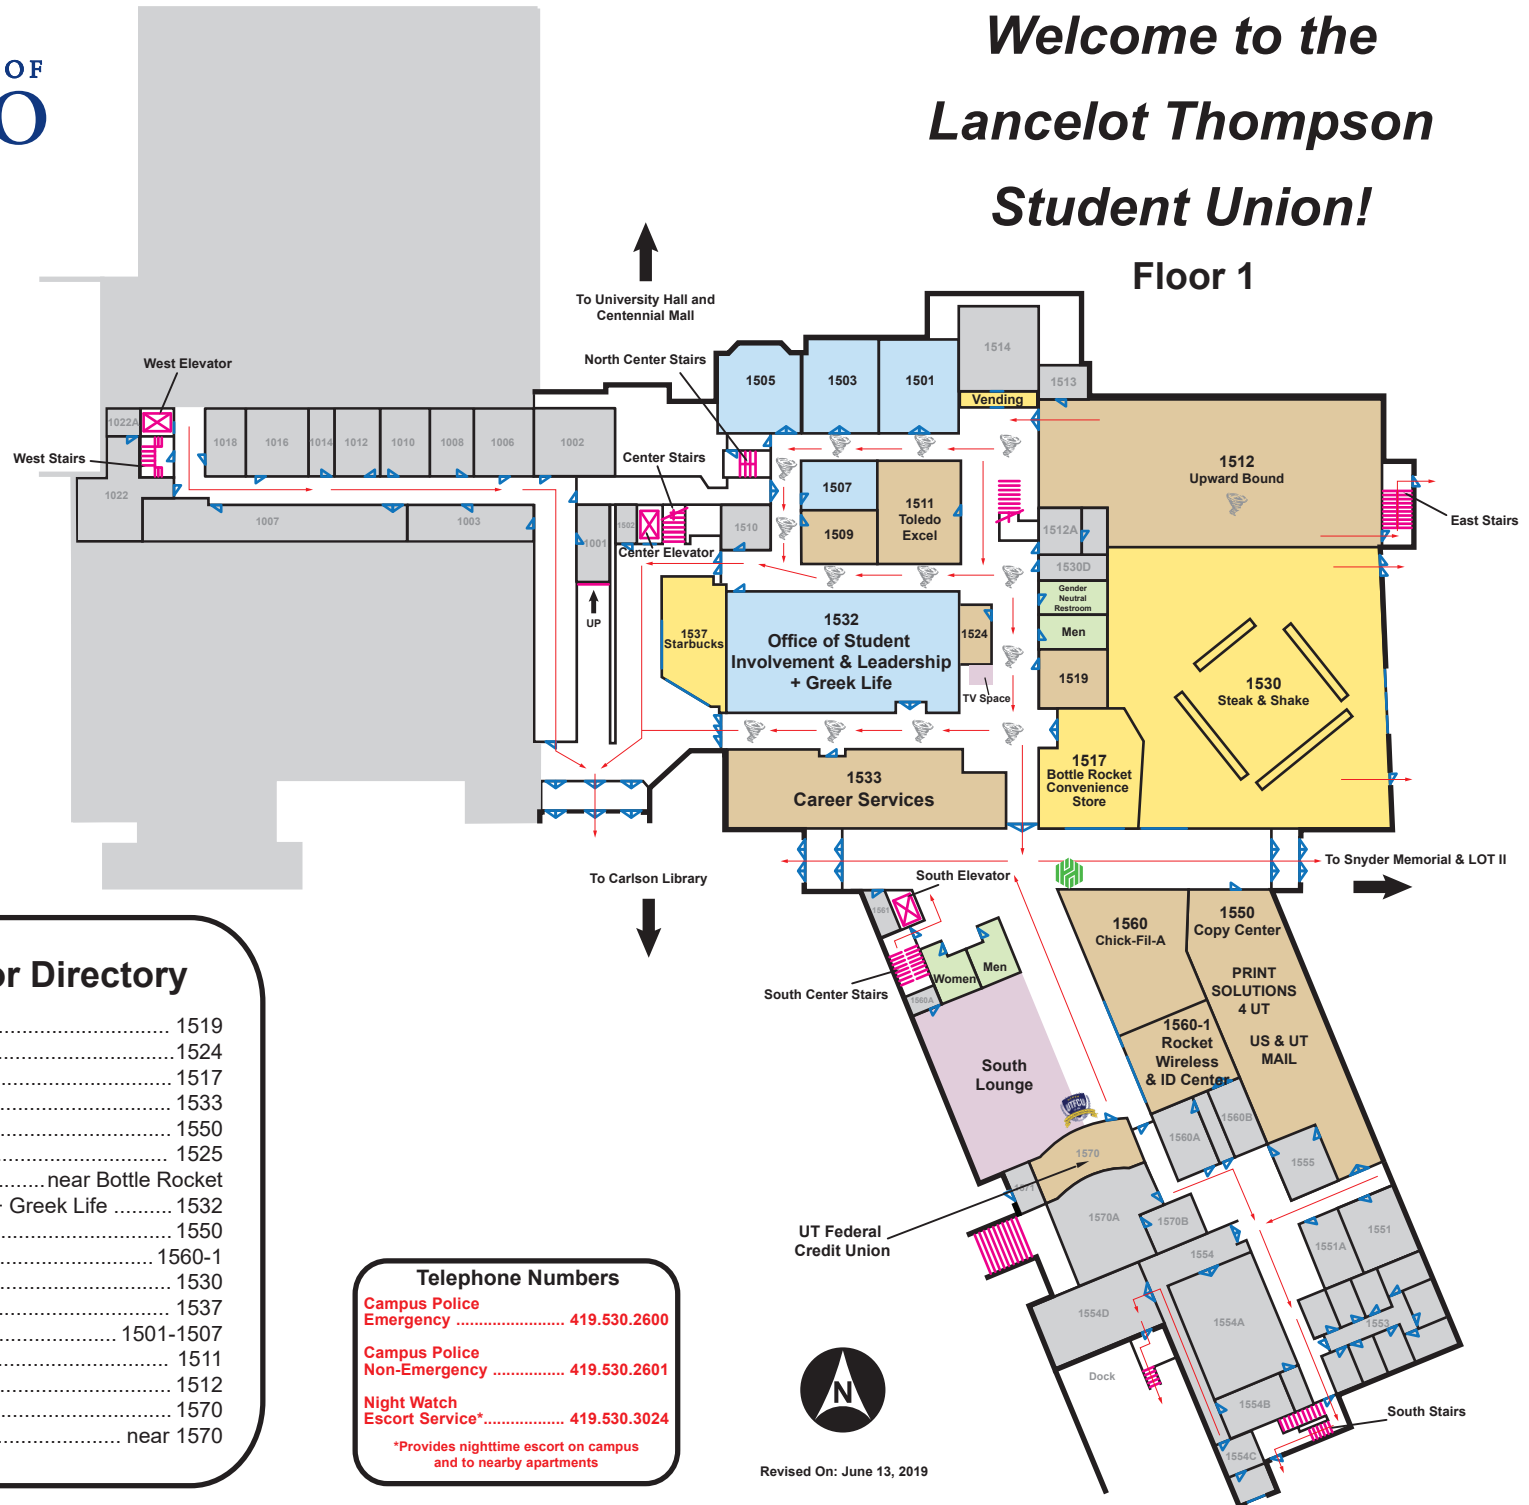 OF
O
Welcome to the
Lancelot Thompson
Student Union!
Floor 1
To University Hall and
Centennial Mall
North Center Stairs
West Elevator
West Stairs
Center Stairs
Center Elevator
East Stairs
1022A
1018
1016
1014
1012
1010
1008
1006
1002
1022
1007
1003
1001
UP
1502
1510
1505
1503
1501
1514
Vending
1513
1507
1509
1511
Toledo
Excel
1512
Upward Bound
1512A
1530D
Gender
Neutral
Restroom
Men
1519
1537
Starbucks
1532
Office of Student
Involvement & Leadership
+ Greek Life
1524
TV Space
1530
Steak & Shake
1517
Bottle Rocket
Convenience
Store
1533
Career Services
To Carlson Library
To Snyder Memorial & LOT II
South Elevator
1561
South Center Stairs
Women
Men
1560A
South
Lounge
1560
Chick-Fil-A
1550
Copy Center
PRINT
SOLUTIONS
4 UT
US & UT
MAIL
1560-1
Rocket
Wireless
& ID Center
UTFCU
1560A
1560B
1555
1570
1571
UT Federal
Credit Union
1570A
1570B
1554
1551A
1551
1554D
1554A
1553
Dock
1554B
1554C
South Stairs
or Directory
............................ 1519
............................1524
............................ 1517
............................ 1533
............................ 1550
............................ 1525
......near Bottle Rocket
+ Greek Life .......... 1532
............................ 1550
.......................... 1560-1
............................ 1530
............................ 1537
.................... 1501-1507
............................ 1511
............................ 1512
............................ 1570
..................... near 1570
Telephone Numbers
Campus Police
Emergency ....................... 419.530.2600
Campus Police
Non-Emergency ............... 419.530.2601
Night Watch
Escort Service*................. 419.530.3024
*Provides nighttime escort on campus
and to nearby apartments
N
Revised On: June 13, 2019